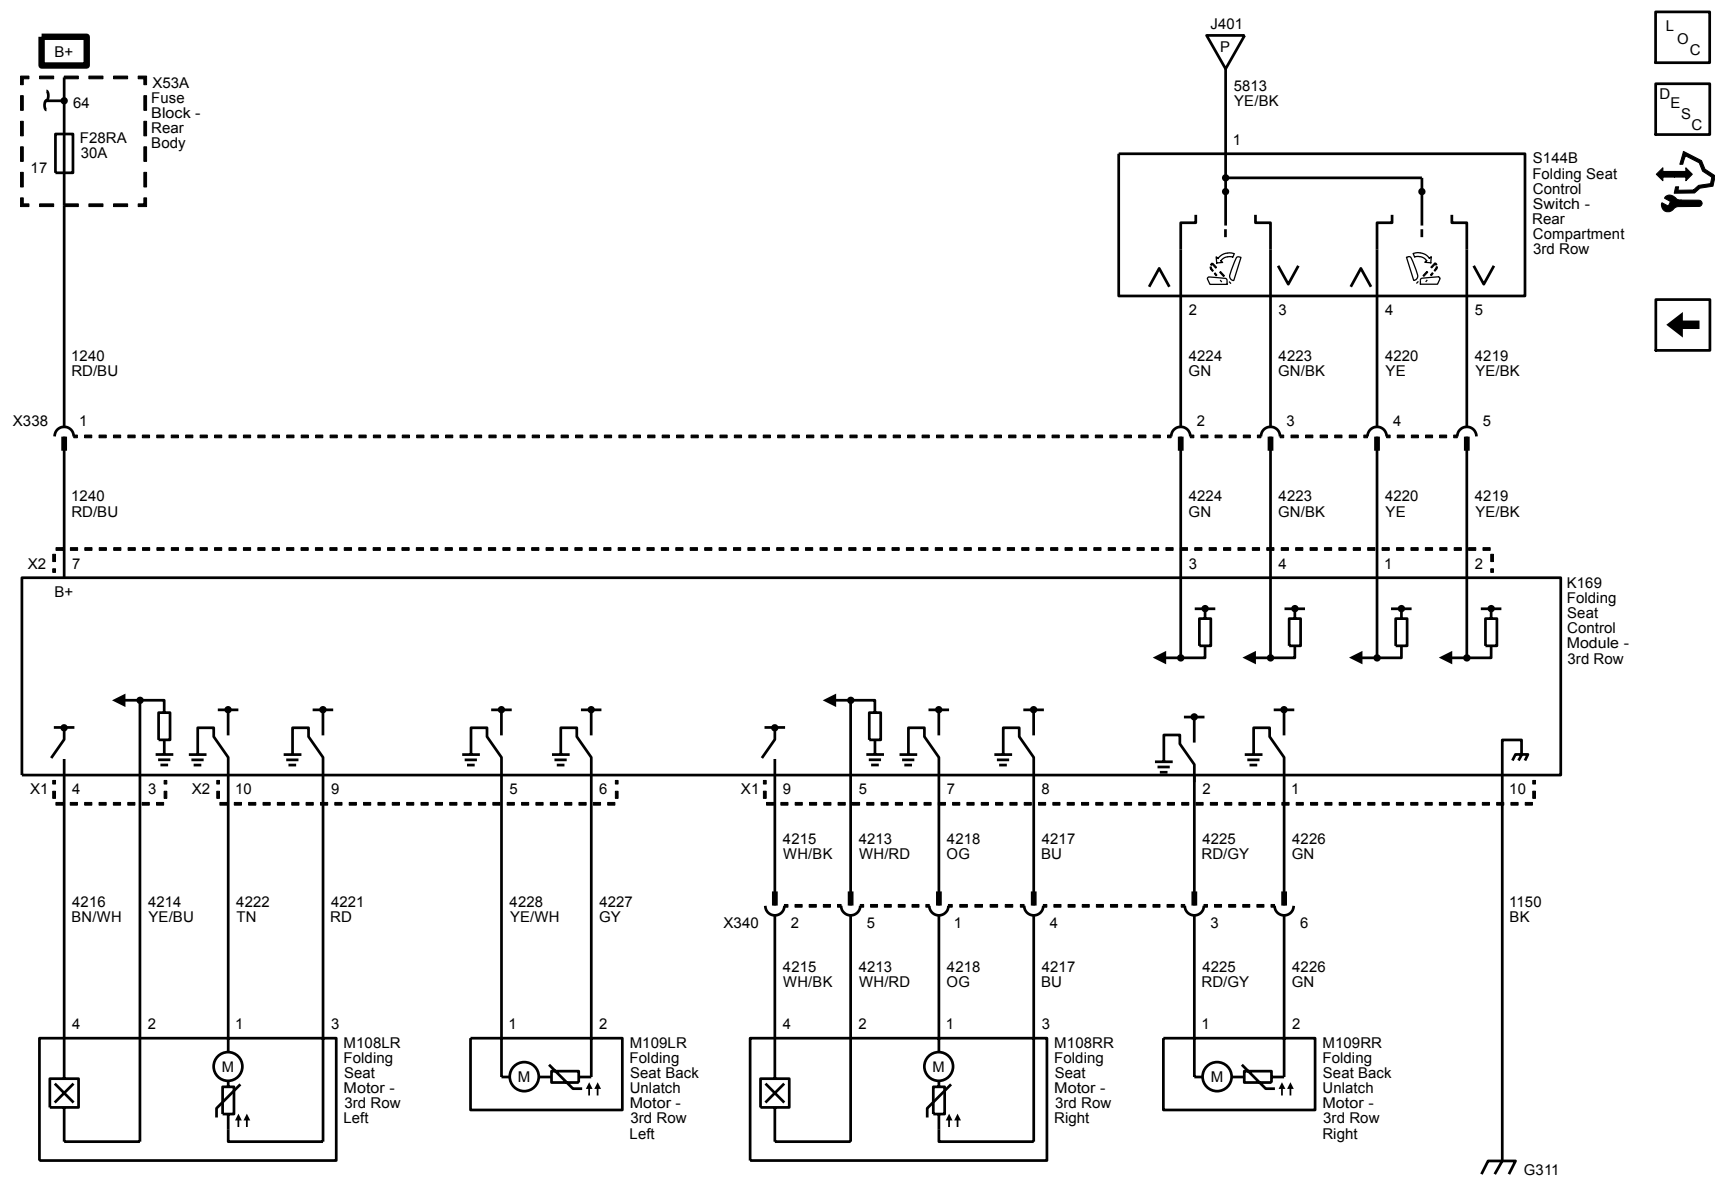 B+
X53A
Fuse
Block -
Rear
Body
64
F28RA
30A
17
J401
P
5813
YE/BK
1
L
O
C
D
E
S
C
S144B
Folding Seat
Control
Switch -
Rear
Compartment
3rd Row
2 3 4 5
1240
RD/BU
4224
GN
4223
GN/BK
4220
YE
4219
YE/BK
X338 1 2 3 4 5
1240
RD/BU
4224
GN
4223
GN/BK
4220
YE
4219
YE/BK
X2 7 3 4 1 2
B+
K169
Folding
Seat
Control
Module -
3rd Row
X1 4 3 X2 10 9 5 6 X1 9 5 7 8 2 1 10
4215
WH/BK
4213
WH/RD
4218
OG
4217
BU
4225
RD/GY
4226
GN
4216
BN/WH
4214
YE/BU
4222
TN
4221
RD
4228
YE/WH
4227
GY
1150
BK
X340 2 5 1 4 3 6
4215
WH/BK
4213
WH/RD
4218
OG
4217
BU
4225
RD/GY
4226
GN
4 2 1 3 1 2 4 2 1 3 1 2
M
M108LR
Folding
Seat
Motor -
3rd Row
Left
M
M109LR
Folding
Seat Back
Unlatch
Motor -
3rd Row
Left
M
M108RR
Folding
Seat
Motor -
3rd Row
Right
M
M109RR
Folding
Seat Back
Unlatch
Motor -
3rd Row
Right
G311